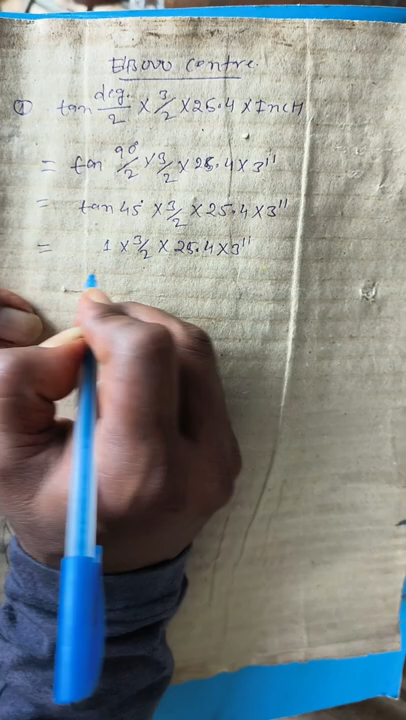 Elbow centre.
① tan deg./2 × 3/2 × 25.4 × IncH
= tan 90°/2 × 3/2 × 25.4 × 3"
= tan 45° × 3/2 × 25.4 × 3"
= 1 × 3/2 × 25.4 × 3"